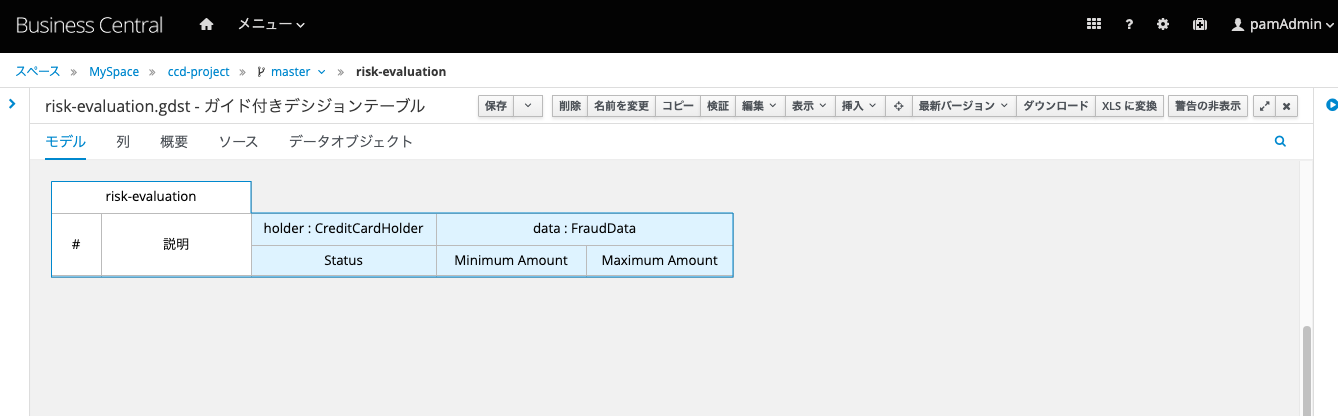 Business Central メニュー ? pamAdmin
スペース » MySpace » ccd-project » master » risk-evaluation
risk-evaluation.gdst - ガイド付きデシジョンテーブル 保存 削除 名前を変更 コピー 検証 編集 表示 挿入 最新バージョン ダウンロード XLS に変換 警告の非表示
モデル 列 概要 ソース データオブジェクト
risk-evaluation
holder : CreditCardHolder data : FraudData
# 説明
Status Minimum Amount Maximum Amount